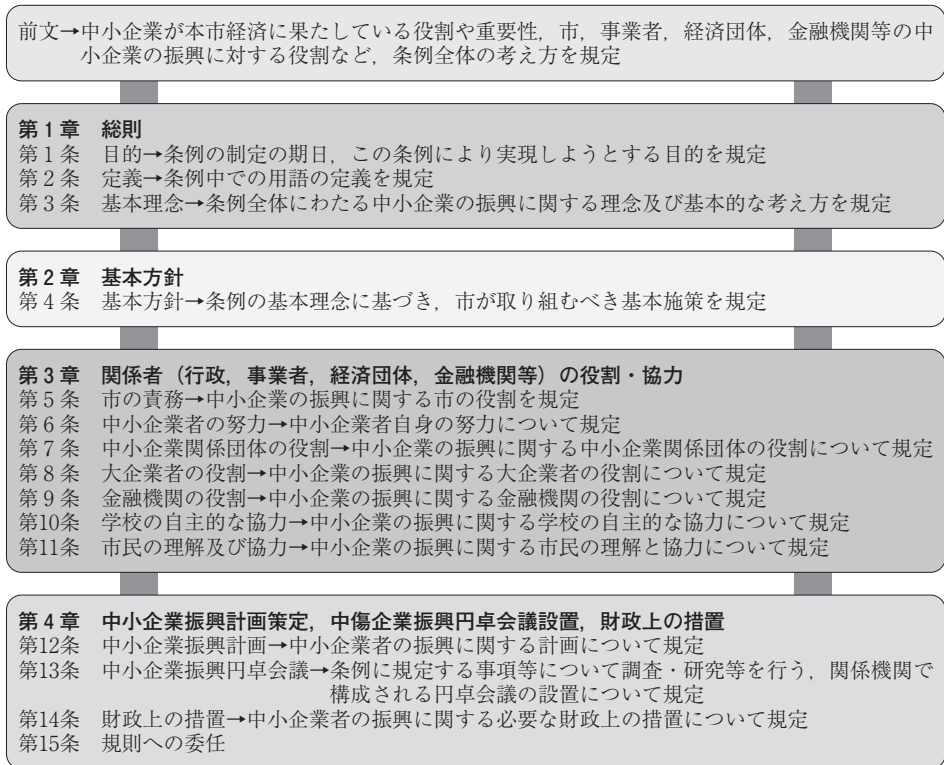 前文→中小企業が本市経済に果たしている役割や重要性，市，事業者，経済団体，金融機関等の中
小企業の振興に対する役割など，条例全体の考え方を規定
第１章　総則
第１条　目的→条例の制定の期日，この条例により実現しようとする目的を規定
第２条　定義→条例中での用語の定義を規定
第３条　基本理念→条例全体にわたる中小企業の振興に関する理念及び基本的な考え方を規定
第２章　基本方針
第４条　基本方針→条例の基本理念に基づき，市が取り組むべき基本施策を規定
第３章　関係者（行政，事業者，経済団体，金融機関等）の役割・協力
第５条　市の責務→中小企業の振興に関する市の役割を規定
第６条　中小企業者の努力→中小企業者自身の努力について規定
第７条　中小企業関係団体の役割→中小企業の振興に関する中小企業関係団体の役割について規定
第８条　大企業者の役割→中小企業の振興に関する大企業者の役割について規定
第９条　金融機関の役割→中小企業の振興に関する金融機関の役割について規定
第10条　学校の自主的な協力→中小企業の振興に関する学校の自主的な協力について規定
第11条　市民の理解及び協力→中小企業の振興に関する市民の理解と協力について規定
第４章　中小企業振興計画策定，中傷企業振興円卓会議設置，財政上の措置
第12条　中小企業振興計画→中小企業者の振興に関する計画について規定
第13条　中小企業振興円卓会議→条例に規定する事項等について調査・研究等を行う，関係機関で
構成される円卓会議の設置について規定
第14条　財政上の措置→中小企業者の振興に関する必要な財政上の措置について規定
第15条　規則への委任